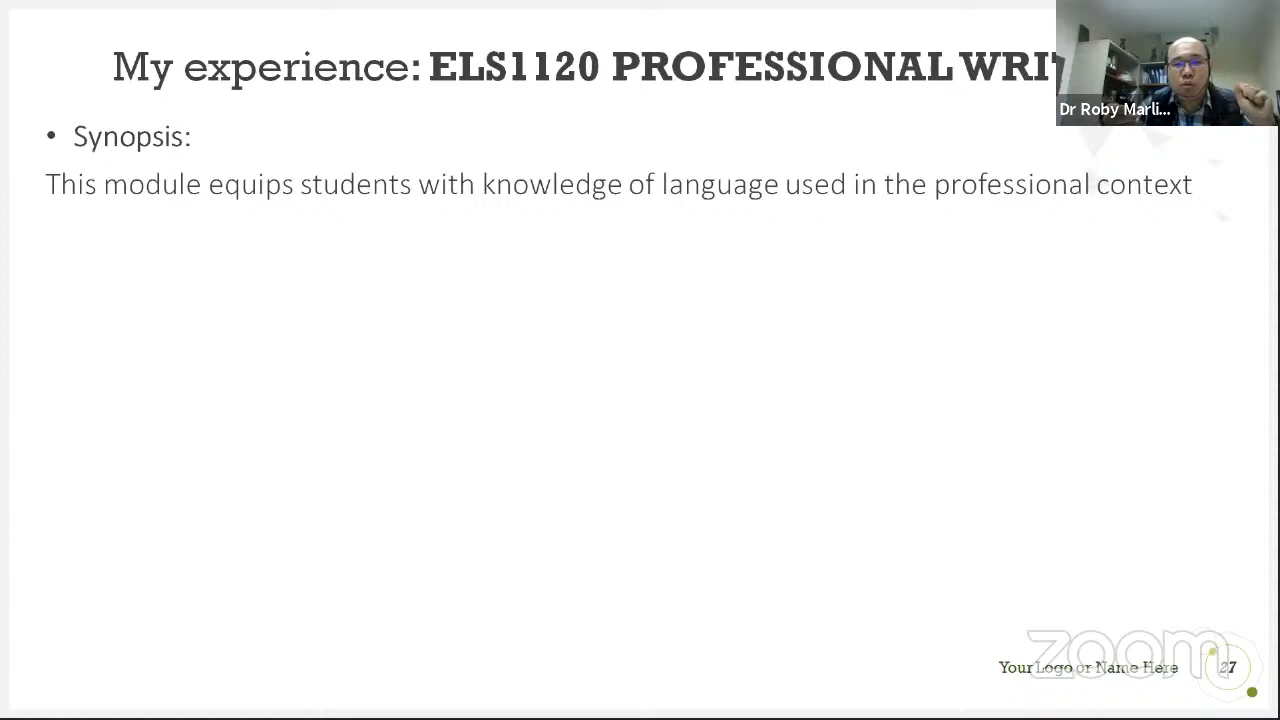 My experience: ELS1120 PROFESSIONAL WRIT
Dr Roby Marli...
• Synopsis:
This module equips students with knowledge of language used in the professional context
zoom
Your Logo or Name Here
27